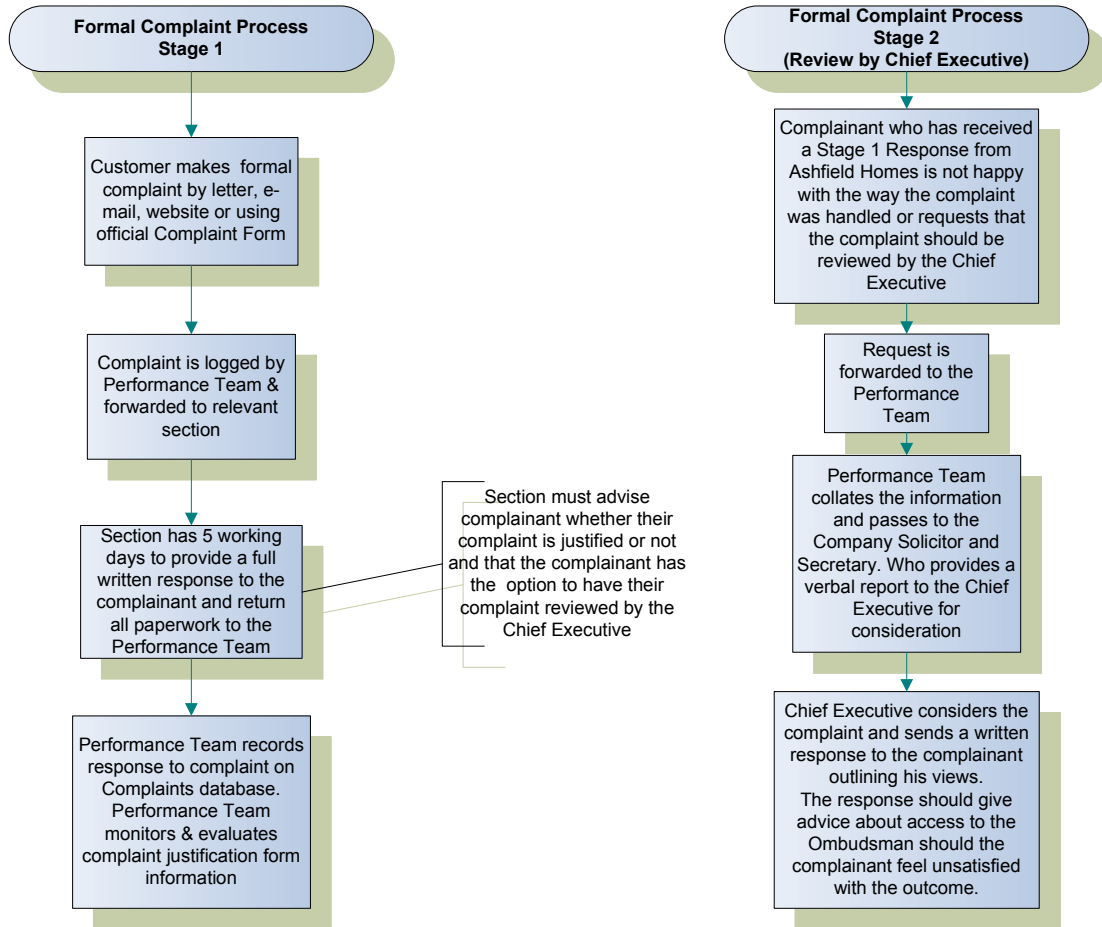 Formal Complaint Process
Stage 1
Customer makes  formal
complaint by letter, e-
mail, website or using
official Complaint Form
Complaint is logged by
Performance Team &
forwarded to relevant
section
Section has 5 working
days to provide a full
written response to the
complainant and return
all paperwork to the
Performance Team
Section must advise
complainant whether their
complaint is justified or not
and that the complainant has
the  option to have their
complaint reviewed by the
Chief Executive
Performance Team records
response to complaint on
Complaints database.
Performance Team
monitors & evaluates
complaint justification form
information
Formal Complaint Process
Stage 2
(Review by Chief Executive)
Complainant who has received
a Stage 1 Response from
Ashfield Homes is not happy
with the way the complaint
was handled or requests that
the complaint should be
reviewed by the Chief
Executive
Request is
forwarded to the
Performance
Team
Performance Team
collates the information
and passes to the
Company Solicitor and
Secretary. Who provides a
verbal report to the Chief
Executive for
consideration
Chief Executive considers the
complaint and sends a written
response to the complainant
outlining his views.
The response should give
advice about access to the
Ombudsman should the
complainant feel unsatisfied
with the outcome.